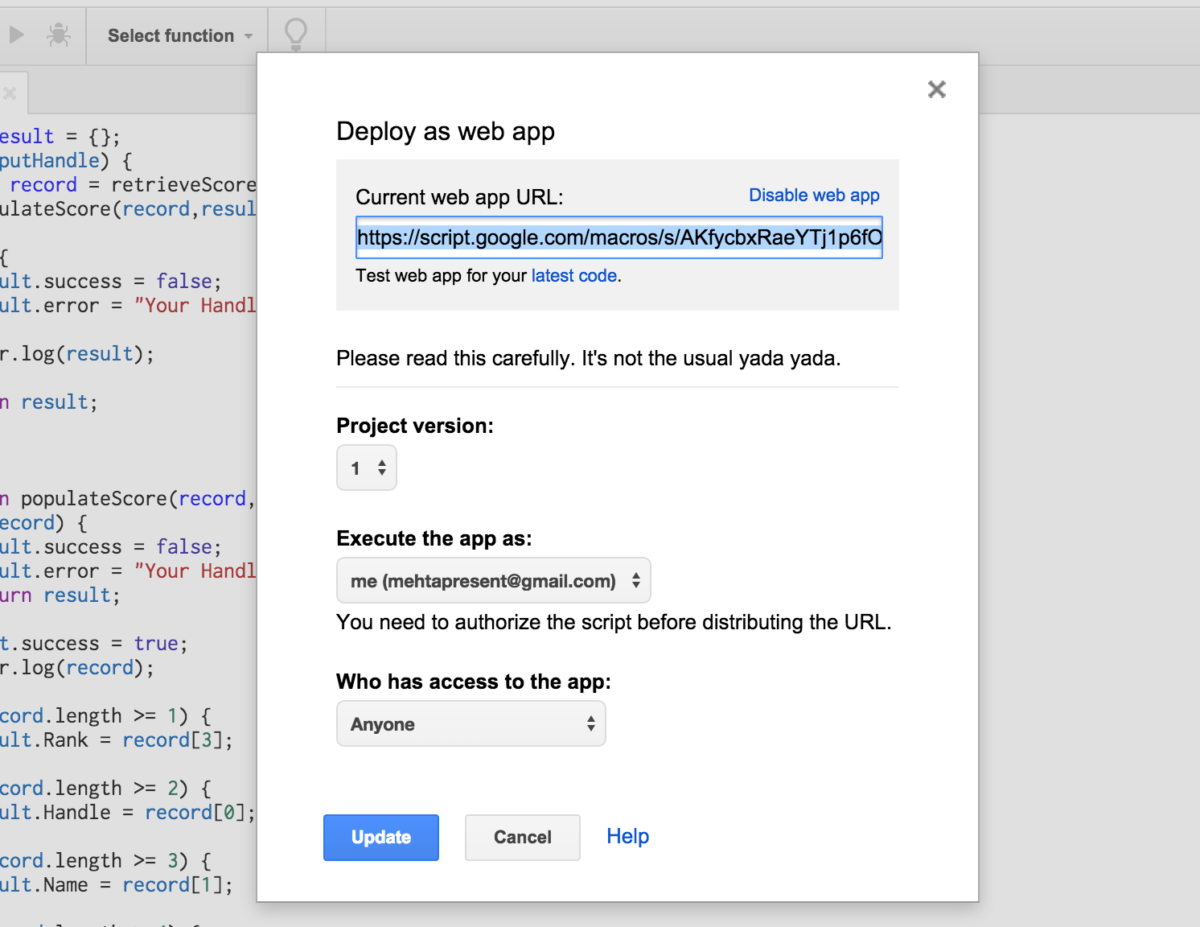 Select function
esult = {};
putHandle) {
record = retrieveScore
ulateScore(record,resul
{
ult.success = false;
ult.error = "Your Handl
r.log(result);
n result;
n populateScore(record,
ecord) {
ult.success = false;
ult.error = "Your Handl
urn result;
t.success = true;
r.log(record);
cord.length >= 1) {
ult.Rank = record[3];
cord.length >= 2) {
ult.Handle = record[0];
cord.length >= 3) {
ult.Name = record[1];
Deploy as web app
Current web app URL:
Disable web app
https://script.google.com/macros/s/AKfycbxRaeYTj1p6fO
Test web app for your latest code.
Please read this carefully. It's not the usual yada yada.
Project version:
1
Execute the app as:
me (mehtapresent@gmail.com)
You need to authorize the script before distributing the URL.
Who has access to the app:
Anyone
Update
Cancel
Help